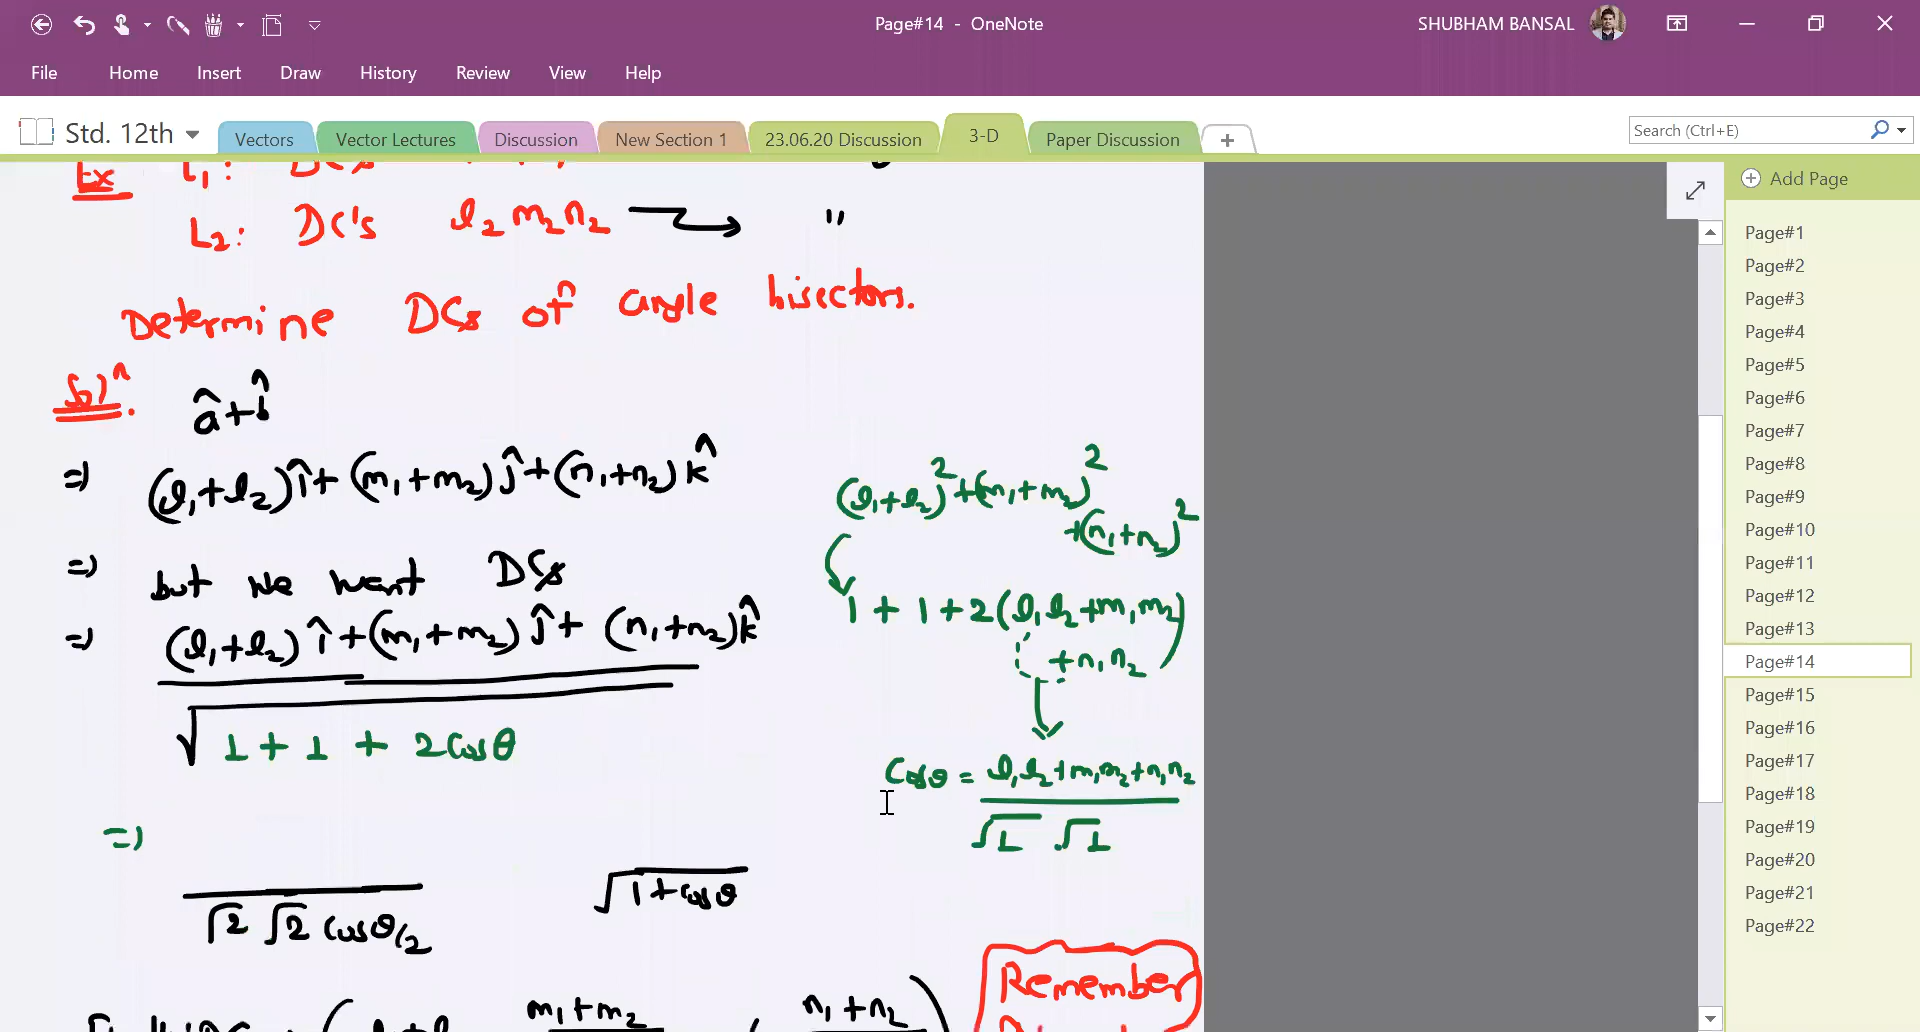 Page#14 - OneNote
SHUBHAM BANSAL
File Home Insert Draw History Review View Help
Std. 12th
Vectors
Vector Lectures
Discussion
New Section 1
23.06.20 Discussion
3-D
Paper Discussion
+
Search (Ctrl+E)
Add Page
Page#1
Page#2
Page#3
Page#4
Page#5
Page#6
Page#7
Page#8
Page#9
Page#10
Page#11
Page#12
Page#13
Page#14
Page#15
Page#16
Page#17
Page#18
Page#19
Page#20
Page#21
Page#22
Ex L₁: DC's
L₂: DC's l₂ m₂ n₂ → "
Determine DCs of angle bisectors.
Solⁿ. â+b̂
=) (l₁+l₂)î+(m₁+m₂)ĵ+(n₁+n₂)k̂
=) but we want DCs
=) (l₁+l₂)î+(m₁+m₂)ĵ+(n₁+n₂)k̂
√1+1+2cosθ
=)
√2 √2 cosθ/2
√1+cosθ
(l₁+l₂)²+(m₁+m₂)²
+(n₁+n₂)²
1+1+2(l₁l₂+m₁m₂
+n₁n₂)
Cosθ = l₁l₂+m₁m₂+n₁n₂
√1 √1
Remember
m₁+m₂
n₁+n₂